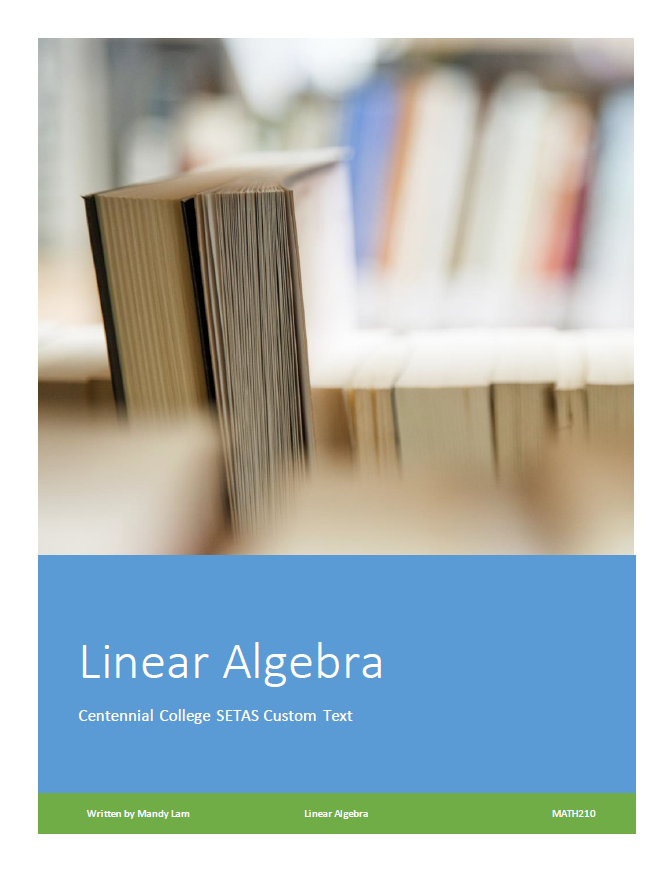 Linear Algebra
Centennial College SETAS Custom Text
Written by Mandy Lam Linear Algebra MATH210